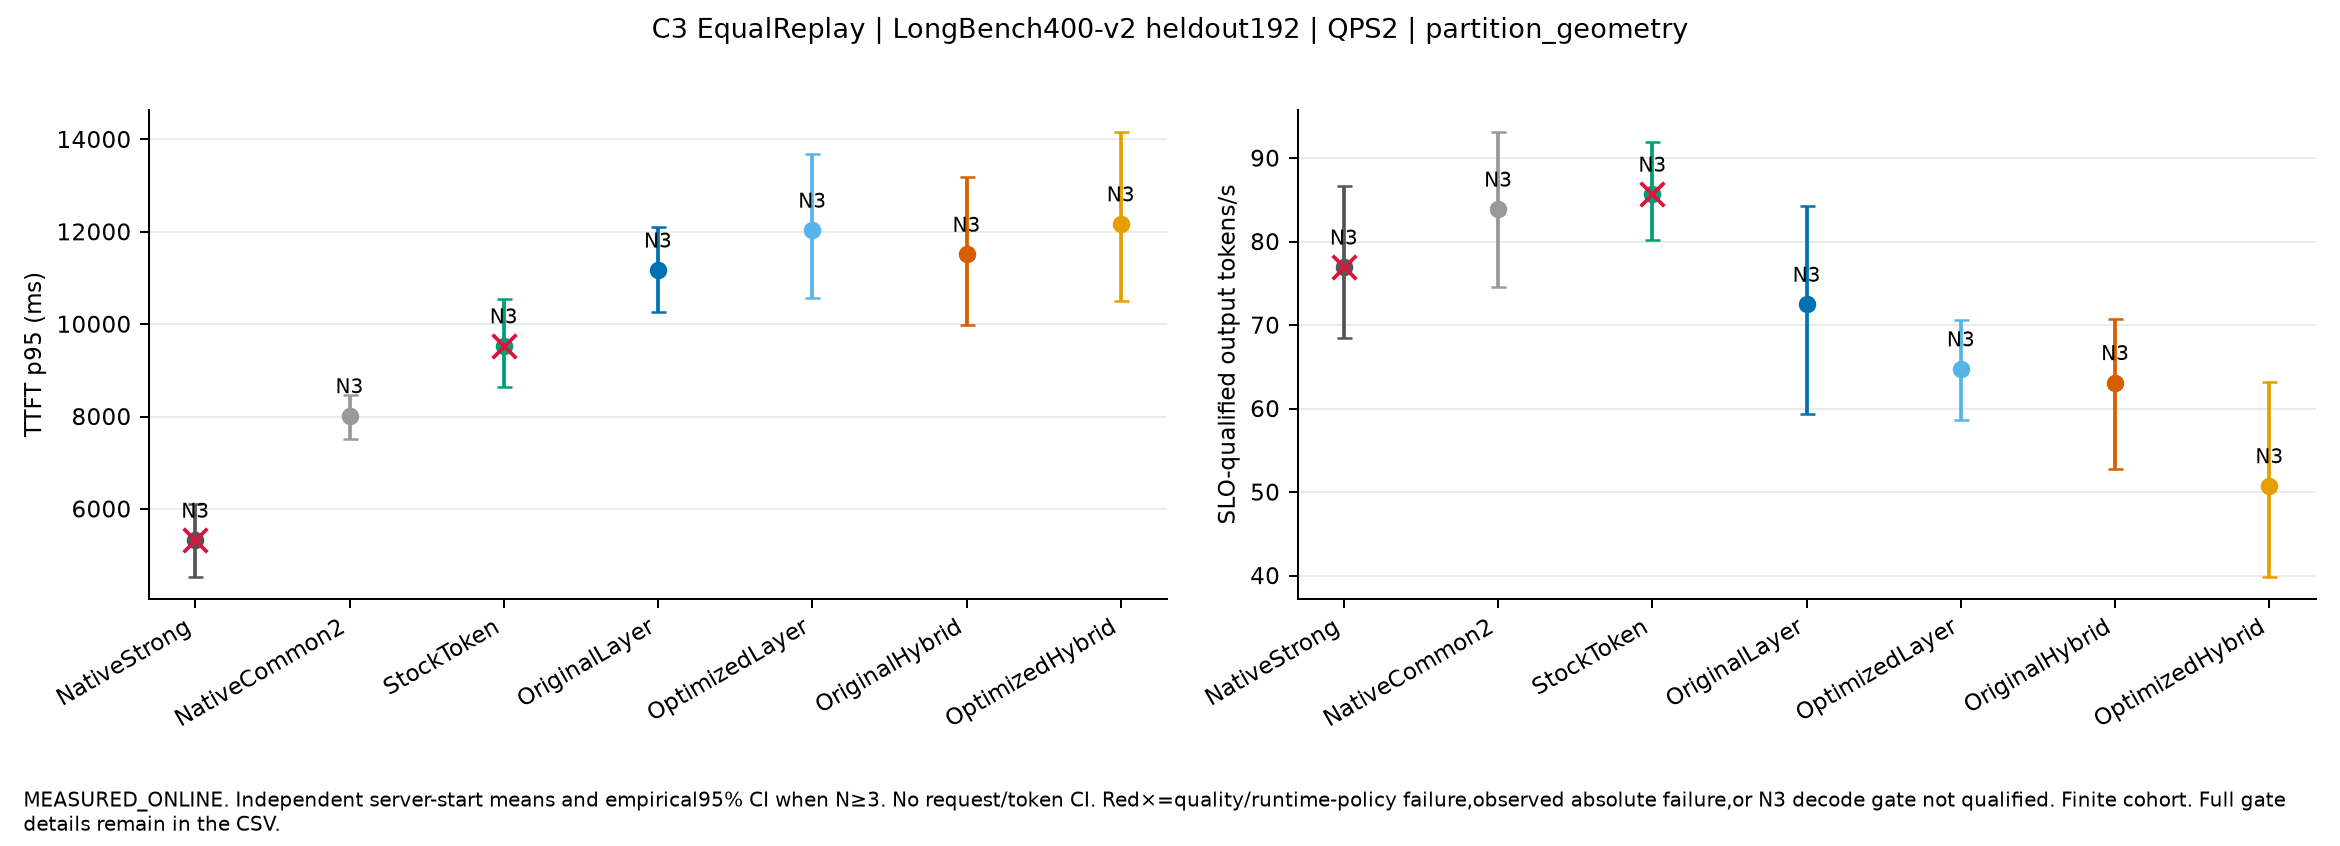 C3 EqualReplay | LongBench400-v2 heldout192 | QPS2 | partition_geometry
TTFT p95 (ms)
14000
12000
10000
8000
6000
N3
N3
N3
N3
N3
N3
N3
NativeStrong
NativeCommon2
StockToken
OriginalLayer
OptimizedLayer
OriginalHybrid
OptimizedHybrid
SLO-qualified output tokens/s
90
80
70
60
50
40
N3
N3
N3
N3
N3
N3
N3
NativeStrong
NativeCommon2
StockToken
OriginalLayer
OptimizedLayer
OriginalHybrid
OptimizedHybrid
MEASURED_ONLINE. Independent server-start means and empirical95% CI when N≥3. No request/token CI. Red×=quality/runtime-policy failure,observed absolute failure,or N3 decode gate not qualified. Finite cohort. Full gate
details remain in the CSV.